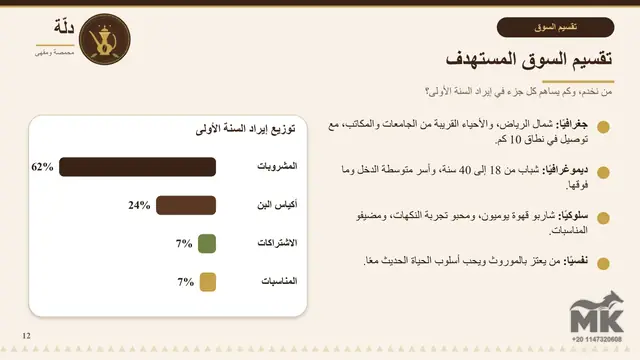 تقسيم السوق
دلّة
محمصة ومقهى
تقسيم السوق المستهدف
من نخدم، وكم يساهم كل جزء في إيراد السنة الأولى؟
جغرافيًا: شمال الرياض، والأحياء القريبة من الجامعات والمكاتب، مع
توصيل في نطاق 10 كم.
ديموغرافيًا: شباب من 18 إلى 40 سنة، وأسر متوسطة الدخل وما
فوقها.
سلوكيًا: شاربو قهوة يوميون، ومحبو تجربة النكهات، ومضيفو
المناسبات.
نفسيًا: من يعتز بالموروث ويحب أسلوب الحياة الحديث معًا.
توزيع إيراد السنة الأولى
المشروبات 62%
أكياس البن 24%
الاشتراكات 7%
المناسبات 7%
MK
+20 1147320608
12